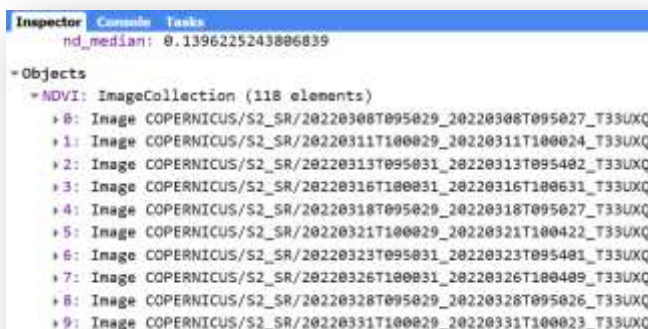 Inspector Console Tasks
nd_median: 0.1396225243806839
Objects
NDVI: ImageCollection (118 elements)
0: Image COPERNICUS/S2_SR/20220308T095029_20220308T095027_T33UXQ
1: Image COPERNICUS/S2_SR/20220311T100029_20220311T100024_T33UXQ
2: Image COPERNICUS/S2_SR/20220313T095031_20220313T095402_T33UXQ
3: Image COPERNICUS/S2_SR/20220316T100031_20220316T100631_T33UXQ
4: Image COPERNICUS/S2_SR/20220318T095029_20220318T095027_T33UXQ
5: Image COPERNICUS/S2_SR/20220321T100029_20220321T100422_T33UXQ
6: Image COPERNICUS/S2_SR/20220323T095031_20220323T095401_T33UXQ
7: Image COPERNICUS/S2_SR/20220326T100031_20220326T100409_T33UXQ
8: Image COPERNICUS/S2_SR/20220328T095029_20220328T095026_T33UXQ
9: Image COPERNICUS/S2_SR/20220331T100029_20220331T100023_T33UXQ